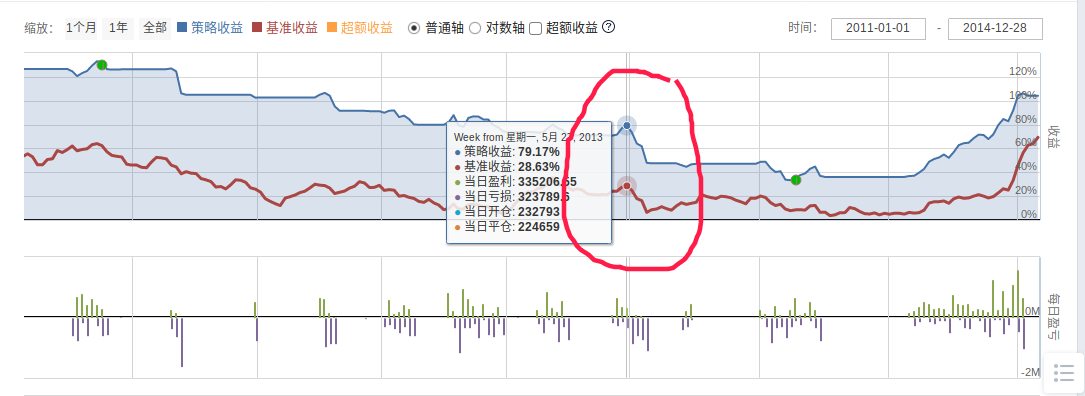 缩放： 1个月 1年 全部 策略收益 基准收益 超额收益 普通轴 对数轴 超额收益 ? 时间： 2011-01-01 - 2014-12-28
120%
100%
80%
60%
40%
20%
0%
收益
Week from 星期一, 5月 27, 2013
策略收益: 79.17%
基准收益: 28.63%
当日盈利: 335206.65
当日亏损: 323789.5
当日开仓: 232793
当日平仓: 224659
0M
-2M
每日盈亏